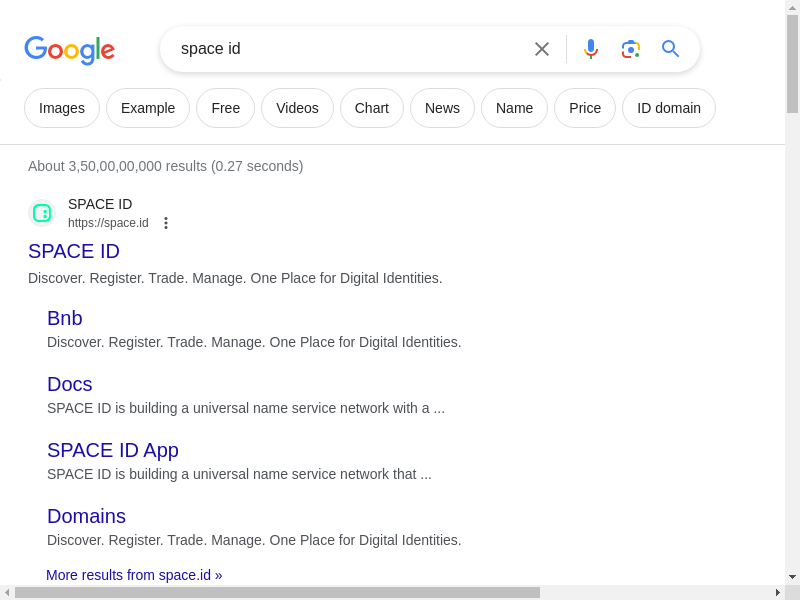 Google
space id
Images
Example
Free
Videos
Chart
News
Name
Price
ID domain
About 3,50,00,00,000 results (0.27 seconds)
SPACE ID
https://space.id
SPACE ID
Discover. Register. Trade. Manage. One Place for Digital Identities.
Bnb
Discover. Register. Trade. Manage. One Place for Digital Identities.
Docs
SPACE ID is building a universal name service network with a ...
SPACE ID App
SPACE ID is building a universal name service network that ...
Domains
Discover. Register. Trade. Manage. One Place for Digital Identities.
More results from space.id »